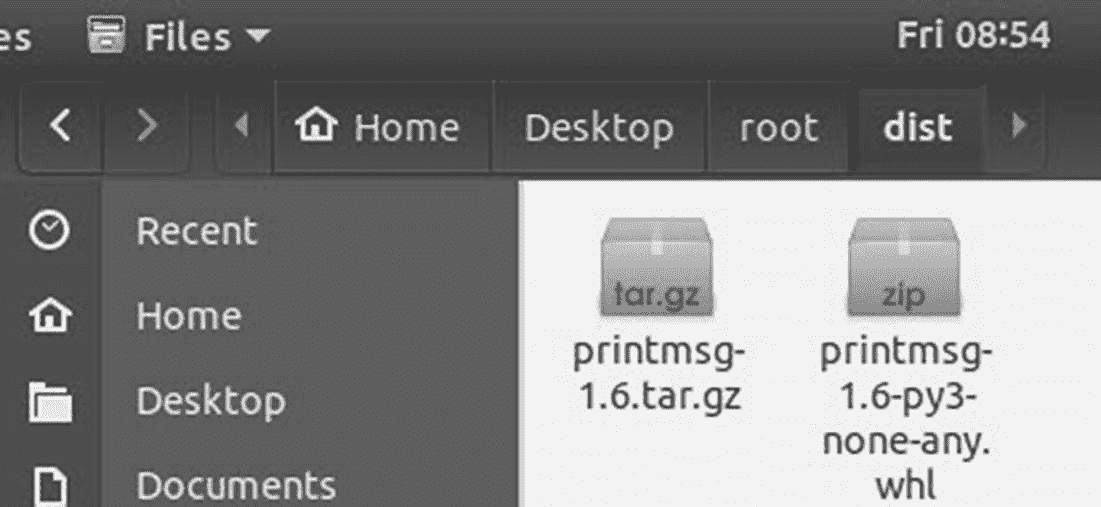 es Files Fri 08:54
Home Desktop root dist
Recent
Home
Desktop
Documents
tar.gz
printmsg-
1.6.tar.gz
zip
printmsg-
1.6-py3-
none-any.
whl